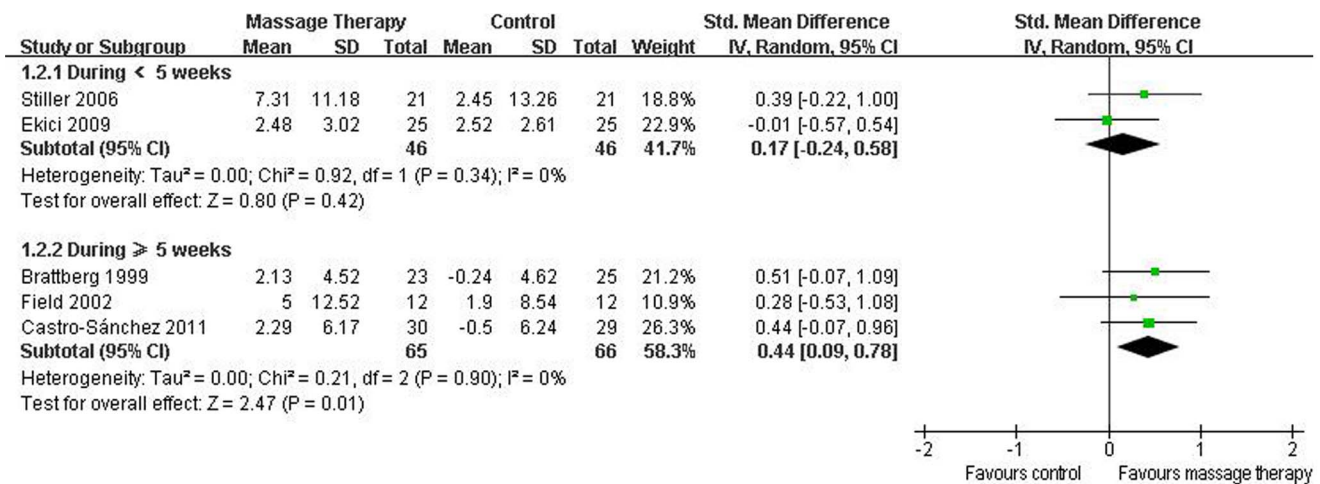 Massage Therapy Control Std. Mean Difference Std. Mean Difference
Study or Subgroup Mean SD Total Mean SD Total Weight IV, Random, 95% CI IV, Random, 95% CI
1.2.1 During < 5 weeks
Stiller 2006 7.31 11.18 21 2.45 13.26 21 18.8% 0.39 [-0.22, 1.00]
Ekici 2009 2.48 3.02 25 2.52 2.61 25 22.9% -0.01 [-0.57, 0.54]
Subtotal (95% CI) 46 46 41.7% 0.17 [-0.24, 0.58]
Heterogeneity: Tau² = 0.00; Chi² = 0.92, df = 1 (P = 0.34); I² = 0%
Test for overall effect: Z = 0.80 (P = 0.42)
1.2.2 During ⩾ 5 weeks
Brattberg 1999 2.13 4.52 23 -0.24 4.62 25 21.2% 0.51 [-0.07, 1.09]
Field 2002 5 12.52 12 1.9 8.54 12 10.9% 0.28 [-0.53, 1.08]
Castro-Sánchez 2011 2.29 6.17 30 -0.5 6.24 29 26.3% 0.44 [-0.07, 0.96]
Subtotal (95% CI) 65 66 58.3% 0.44 [0.09, 0.78]
Heterogeneity: Tau² = 0.00; Chi² = 0.21, df = 2 (P = 0.90); I² = 0%
Test for overall effect: Z = 2.47 (P = 0.01)
-2 -1 0 1 2
Favours control Favours massage therapy